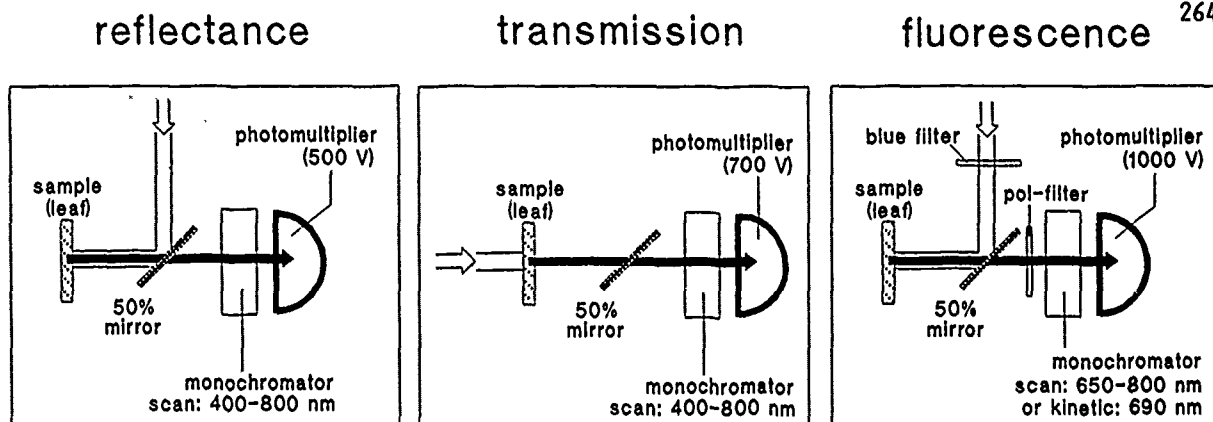 264
reflectance
transmission
fluorescence
photomultiplier
(500 V)
sample
(leaf)
50%
mirror
monochromator
scan: 400-800 nm
photomultiplier
(700 V)
sample
(leaf)
50%
mirror
monochromator
scan: 400-800 nm
blue filter
photomultiplier
(1000 V)
sample
(leaf)
pol-filter
50%
mirror
monochromator
scan: 650-800 nm
or kinetic: 690 nm